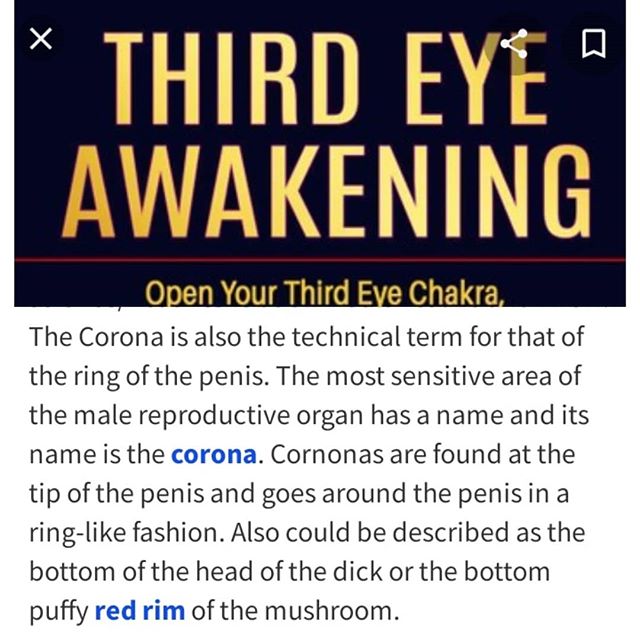 THIRD EYE
AWAKENING
Open Your Third Eye Chakra,
The Corona is also the technical term for that of
the ring of the penis. The most sensitive area of
the male reproductive organ has a name and its
name is the corona. Cornonas are found at the
tip of the penis and goes around the penis in a
ring-like fashion. Also could be described as the
bottom of the head of the dick or the bottom
puffy red rim of the mushroom.